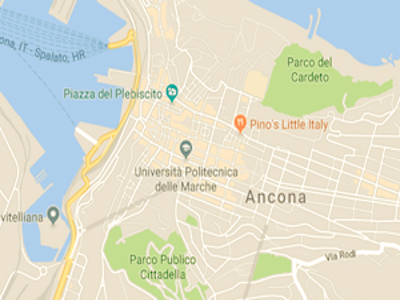 ona, IT - Spalato, HR
Parco del
Cardeto
Piazza del Plebiscito
Pino's Little Italy
Università Politecnica
delle Marche
Ancona
vitelliana
Via Rodi
Parco Publico
Cittadella